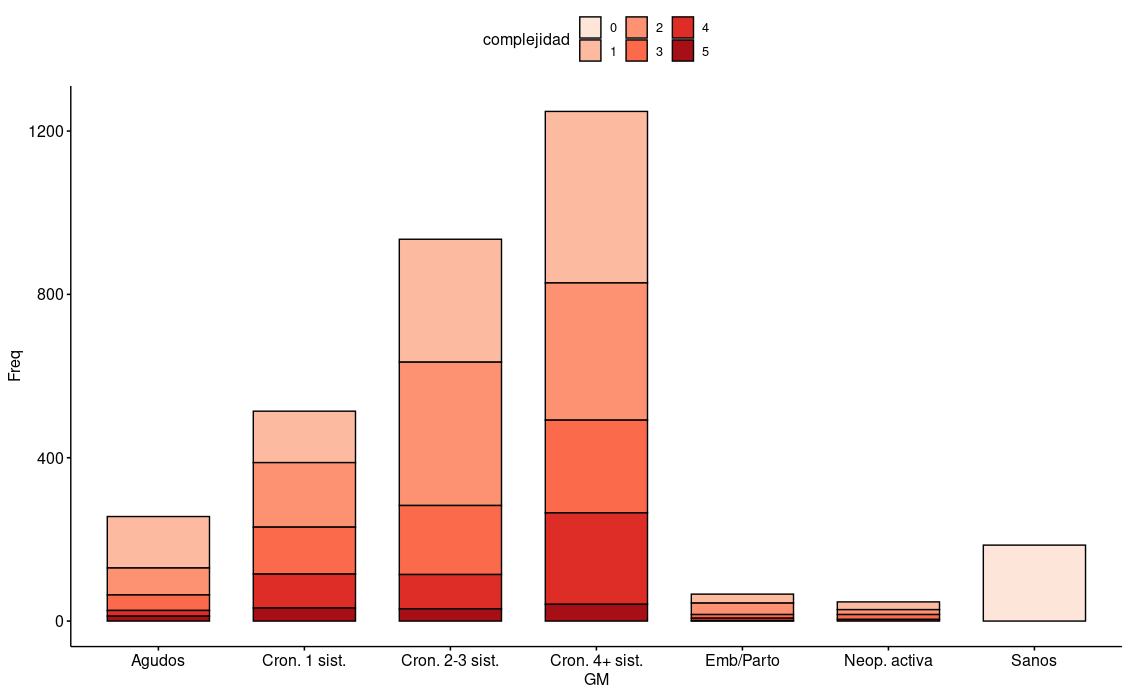 complejidad 0 2 4
1 3 5
1200
800
400
0
Freq
Agudos Cron. 1 sist. Cron. 2-3 sist. Cron. 4+ sist. Emb/Parto Neop. activa Sanos
GM